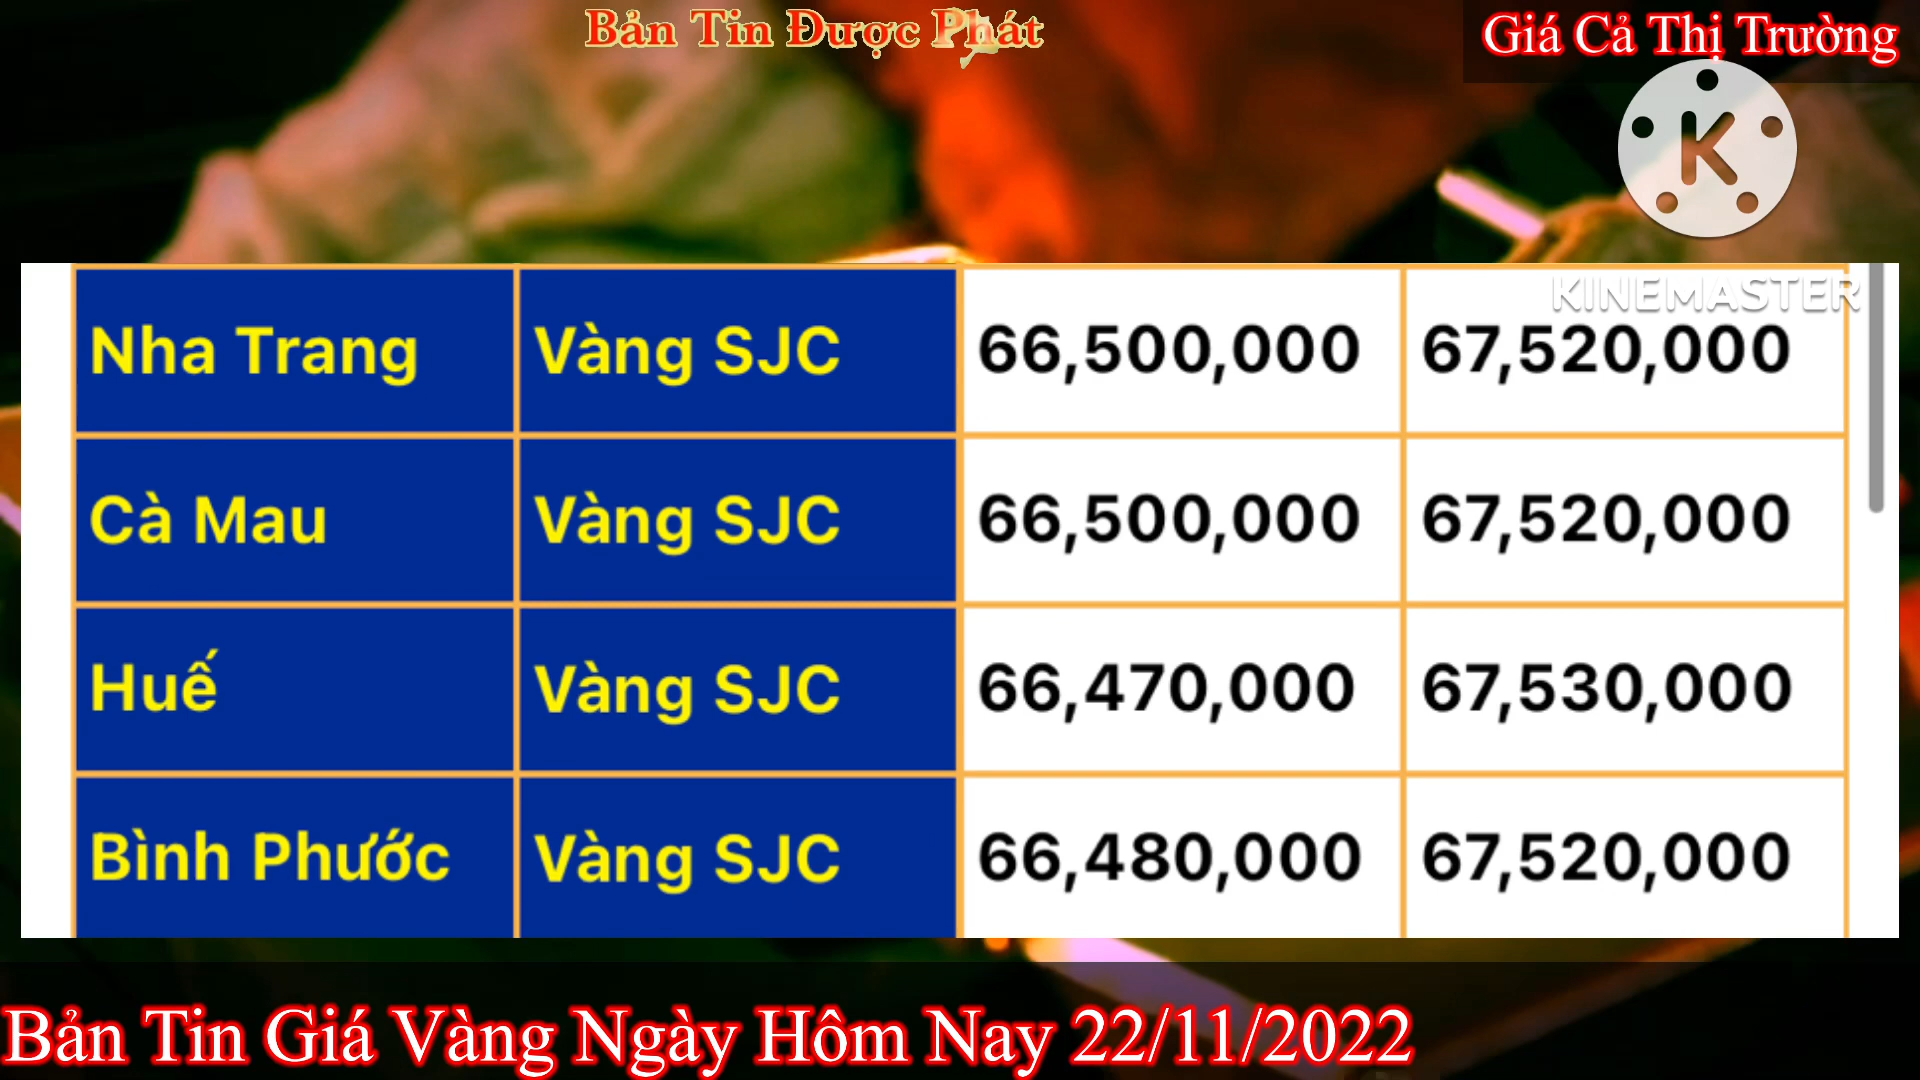 Bản Tin Được Phát
Giá Cả Thị Trường
K
KINEMASTER
Nha Trang Vàng SJC 66,500,000 67,520,000
Cà Mau Vàng SJC 66,500,000 67,520,000
Huế Vàng SJC 66,470,000 67,530,000
Bình Phước Vàng SJC 66,480,000 67,520,000
Bản Tin Giá Vàng Ngày Hôm Nay 22/11/2022